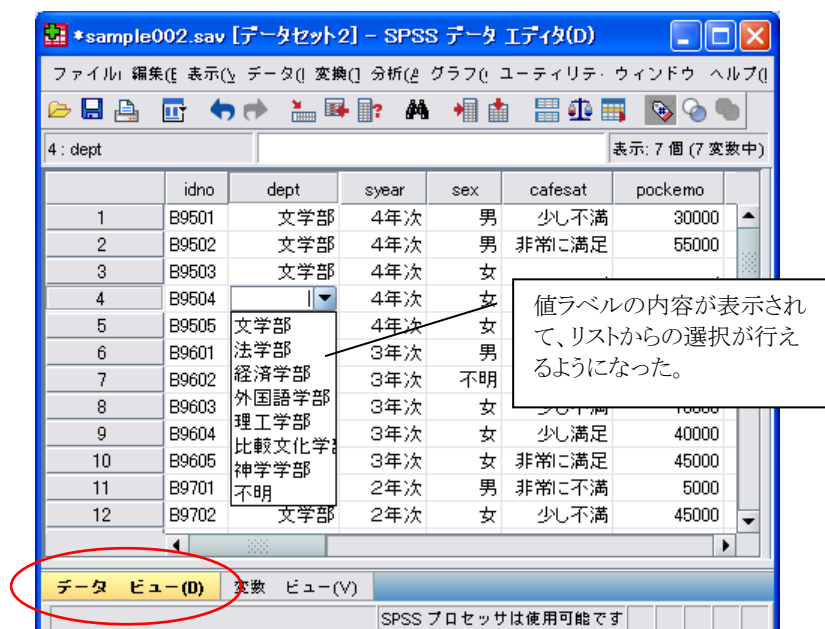 *sample002.sav [データセット2] - SPSS データ エディタ(D)
ファイル( 編集(E 表示(V データ(I 変換(I 分析(A グラフ(( ユーティリテ・ ウィンドウ ヘルプ(I
4 : dept 表示: 7 個 (7 変数中)
idno dept syear sex cafesat pockemo
1 B9501 文学部 4年次 男 少し不満 30000
2 B9502 文学部 4年次 男 非常に満足 55000
3 B9503 文学部 4年次 女
4 B9504 4年次 女
5 B9505 4年次 女
6 B9601 3年次 男
7 B9602 3年次 不明
8 B9603 3年次 女
9 B9604 3年次 女 少し満足 40000
10 B9605 3年次 女 非常に満足 45000
11 B9701 2年次 男 非常に不満 5000
12 B9702 文学部 2年次 女 少し不満 45000
文学部
法学部
経済学部
外国語学部
理工学部
比較文化学
神学学部
不明
値ラベルの内容が表示され
て、リストからの選択が行え
るようになった。
データ ビュー(D) 変数 ビュー(V)
SPSS プロセッサは使用可能です